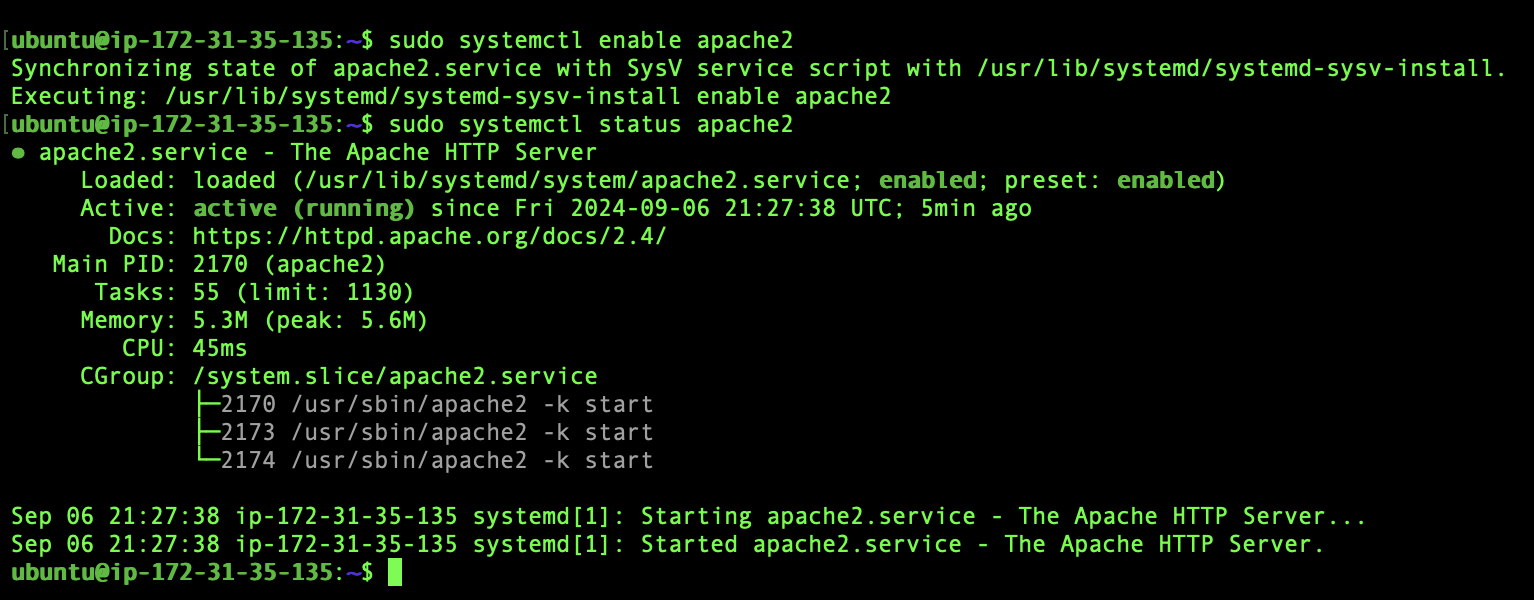 [ubuntu@ip-172-31-35-135:~$ sudo systemctl enable apache2
Synchronizing state of apache2.service with SysV service script with /usr/lib/systemd/systemd-sysv-install.
Executing: /usr/lib/systemd/systemd-sysv-install enable apache2
[ubuntu@ip-172-31-35-135:~$ sudo systemctl status apache2
● apache2.service - The Apache HTTP Server
     Loaded: loaded (/usr/lib/systemd/system/apache2.service; enabled; preset: enabled)
     Active: active (running) since Fri 2024-09-06 21:27:38 UTC; 5min ago
       Docs: https://httpd.apache.org/docs/2.4/
   Main PID: 2170 (apache2)
      Tasks: 55 (limit: 1130)
     Memory: 5.3M (peak: 5.6M)
        CPU: 45ms
     CGroup: /system.slice/apache2.service
             ├─2170 /usr/sbin/apache2 -k start
             ├─2173 /usr/sbin/apache2 -k start
             └─2174 /usr/sbin/apache2 -k start
Sep 06 21:27:38 ip-172-31-35-135 systemd[1]: Starting apache2.service - The Apache HTTP Server...
Sep 06 21:27:38 ip-172-31-35-135 systemd[1]: Started apache2.service - The Apache HTTP Server.
ubuntu@ip-172-31-35-135:~$